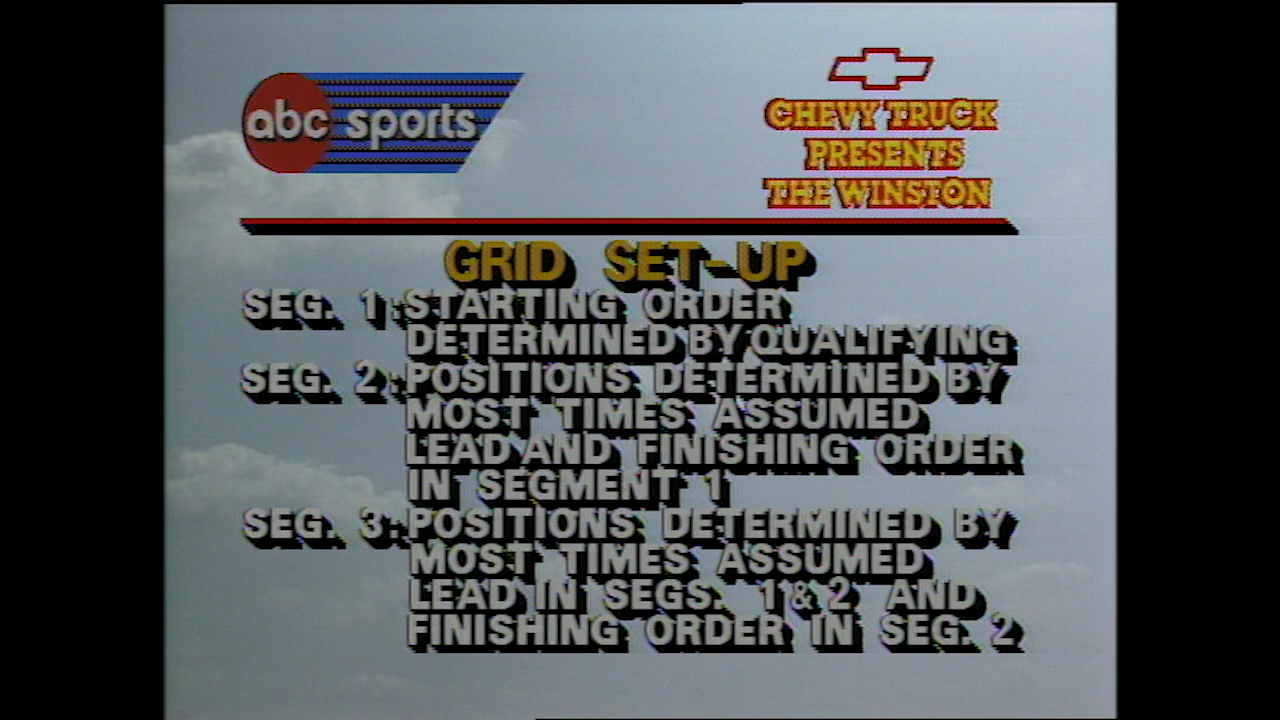 abc sports
CHEVY TRUCK
PRESENTS
THE WINSTON
GRID SET-UP
SEG. 1: STARTING ORDER
DETERMINED BY QUALIFYING
SEG. 2: POSITIONS DETERMINED BY
MOST TIMES ASSUMED
LEAD AND FINISHING ORDER
IN SEGMENT 1
SEG. 3: POSITIONS DETERMINED BY
MOST TIMES ASSUMED
LEAD IN SEGS. 1 & 2 AND
FINISHING ORDER IN SEG. 2